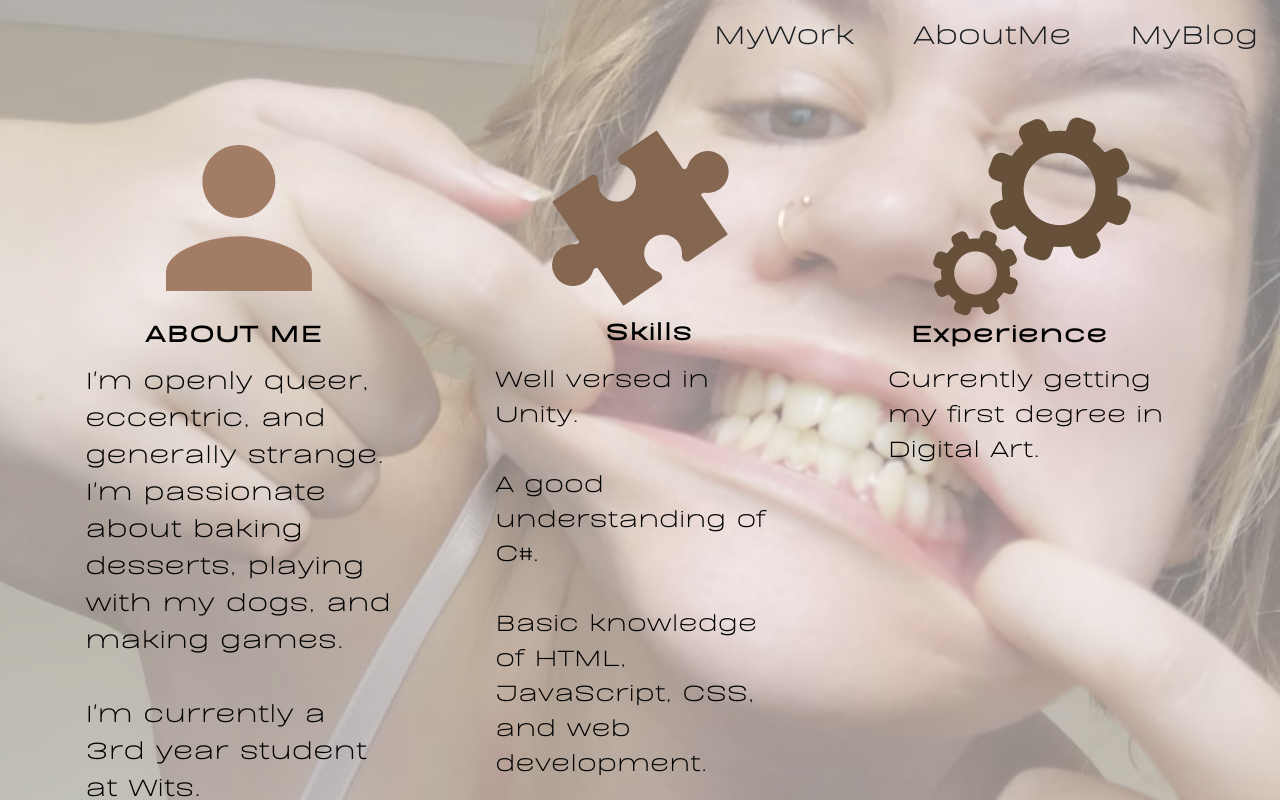 MyWork AboutMe MyBlog
ABOUT ME
I'm openly queer,
eccentric, and
generally strange.
I'm passionate
about baking
desserts, playing
with my dogs, and
making games.
I'm currently a
3rd year student
at Wits.
Skills
Well versed in
Unity.
A good
understanding of
C#.
Basic knowledge
of HTML,
JavaScript, CSS,
and web
development.
Experience
Currently getting
my first degree in
Digital Art.